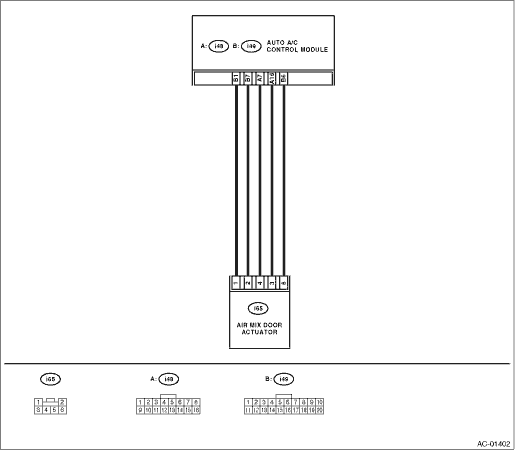 A: i48 B: i49 AUTO A/C
CONTROL MODULE
B1 B7 A7 A16 B6
1 2 4 3 6
i65
AIR MIX DOOR
ACTUATOR
i65 A: i48 B: i49
1 2
3 4 5 6
1 2 3 4 5 6 7 8
9 10 11 12 13 14 15 16
1 2 3 4 5 6 7 8 9 10
11 12 13 14 15 16 17 18 19 20
AC-01402